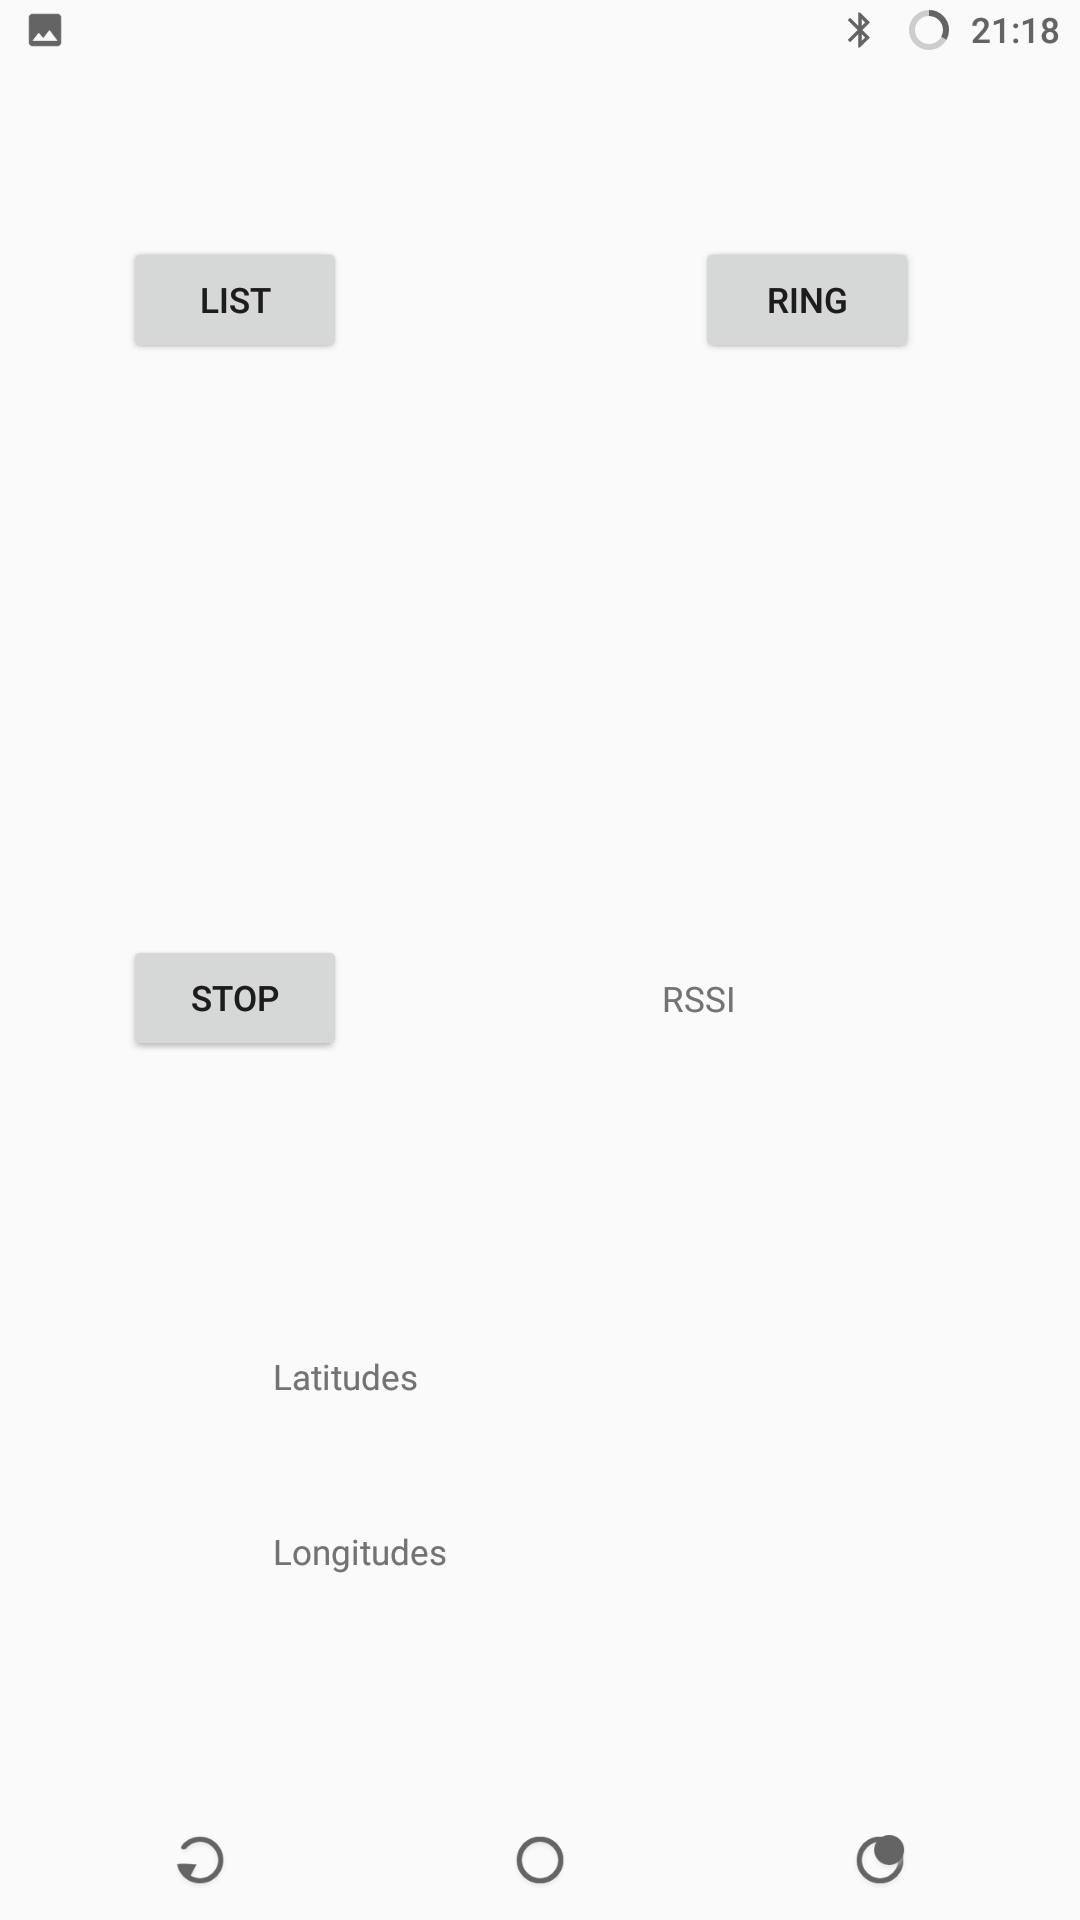 21:18
LIST
RING
STOP
RSSI
Latitudes
Longitudes